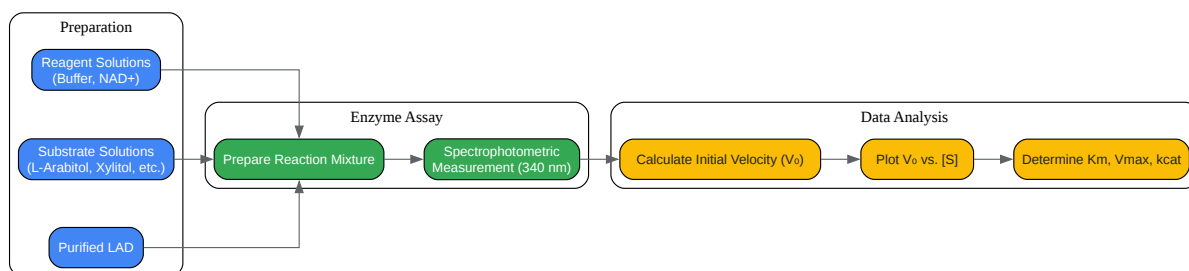 Preparation
Reagent Solutions
(Buffer, NAD+)
Substrate Solutions
(L-Arabitol, Xylitol, etc.)
Purified LAD
Enzyme Assay
Prepare Reaction Mixture
Spectrophotometric
Measurement (340 nm)
Data Analysis
Calculate Initial Velocity (V₀)
Plot V₀ vs. [S]
Determine Km, Vmax, kcat